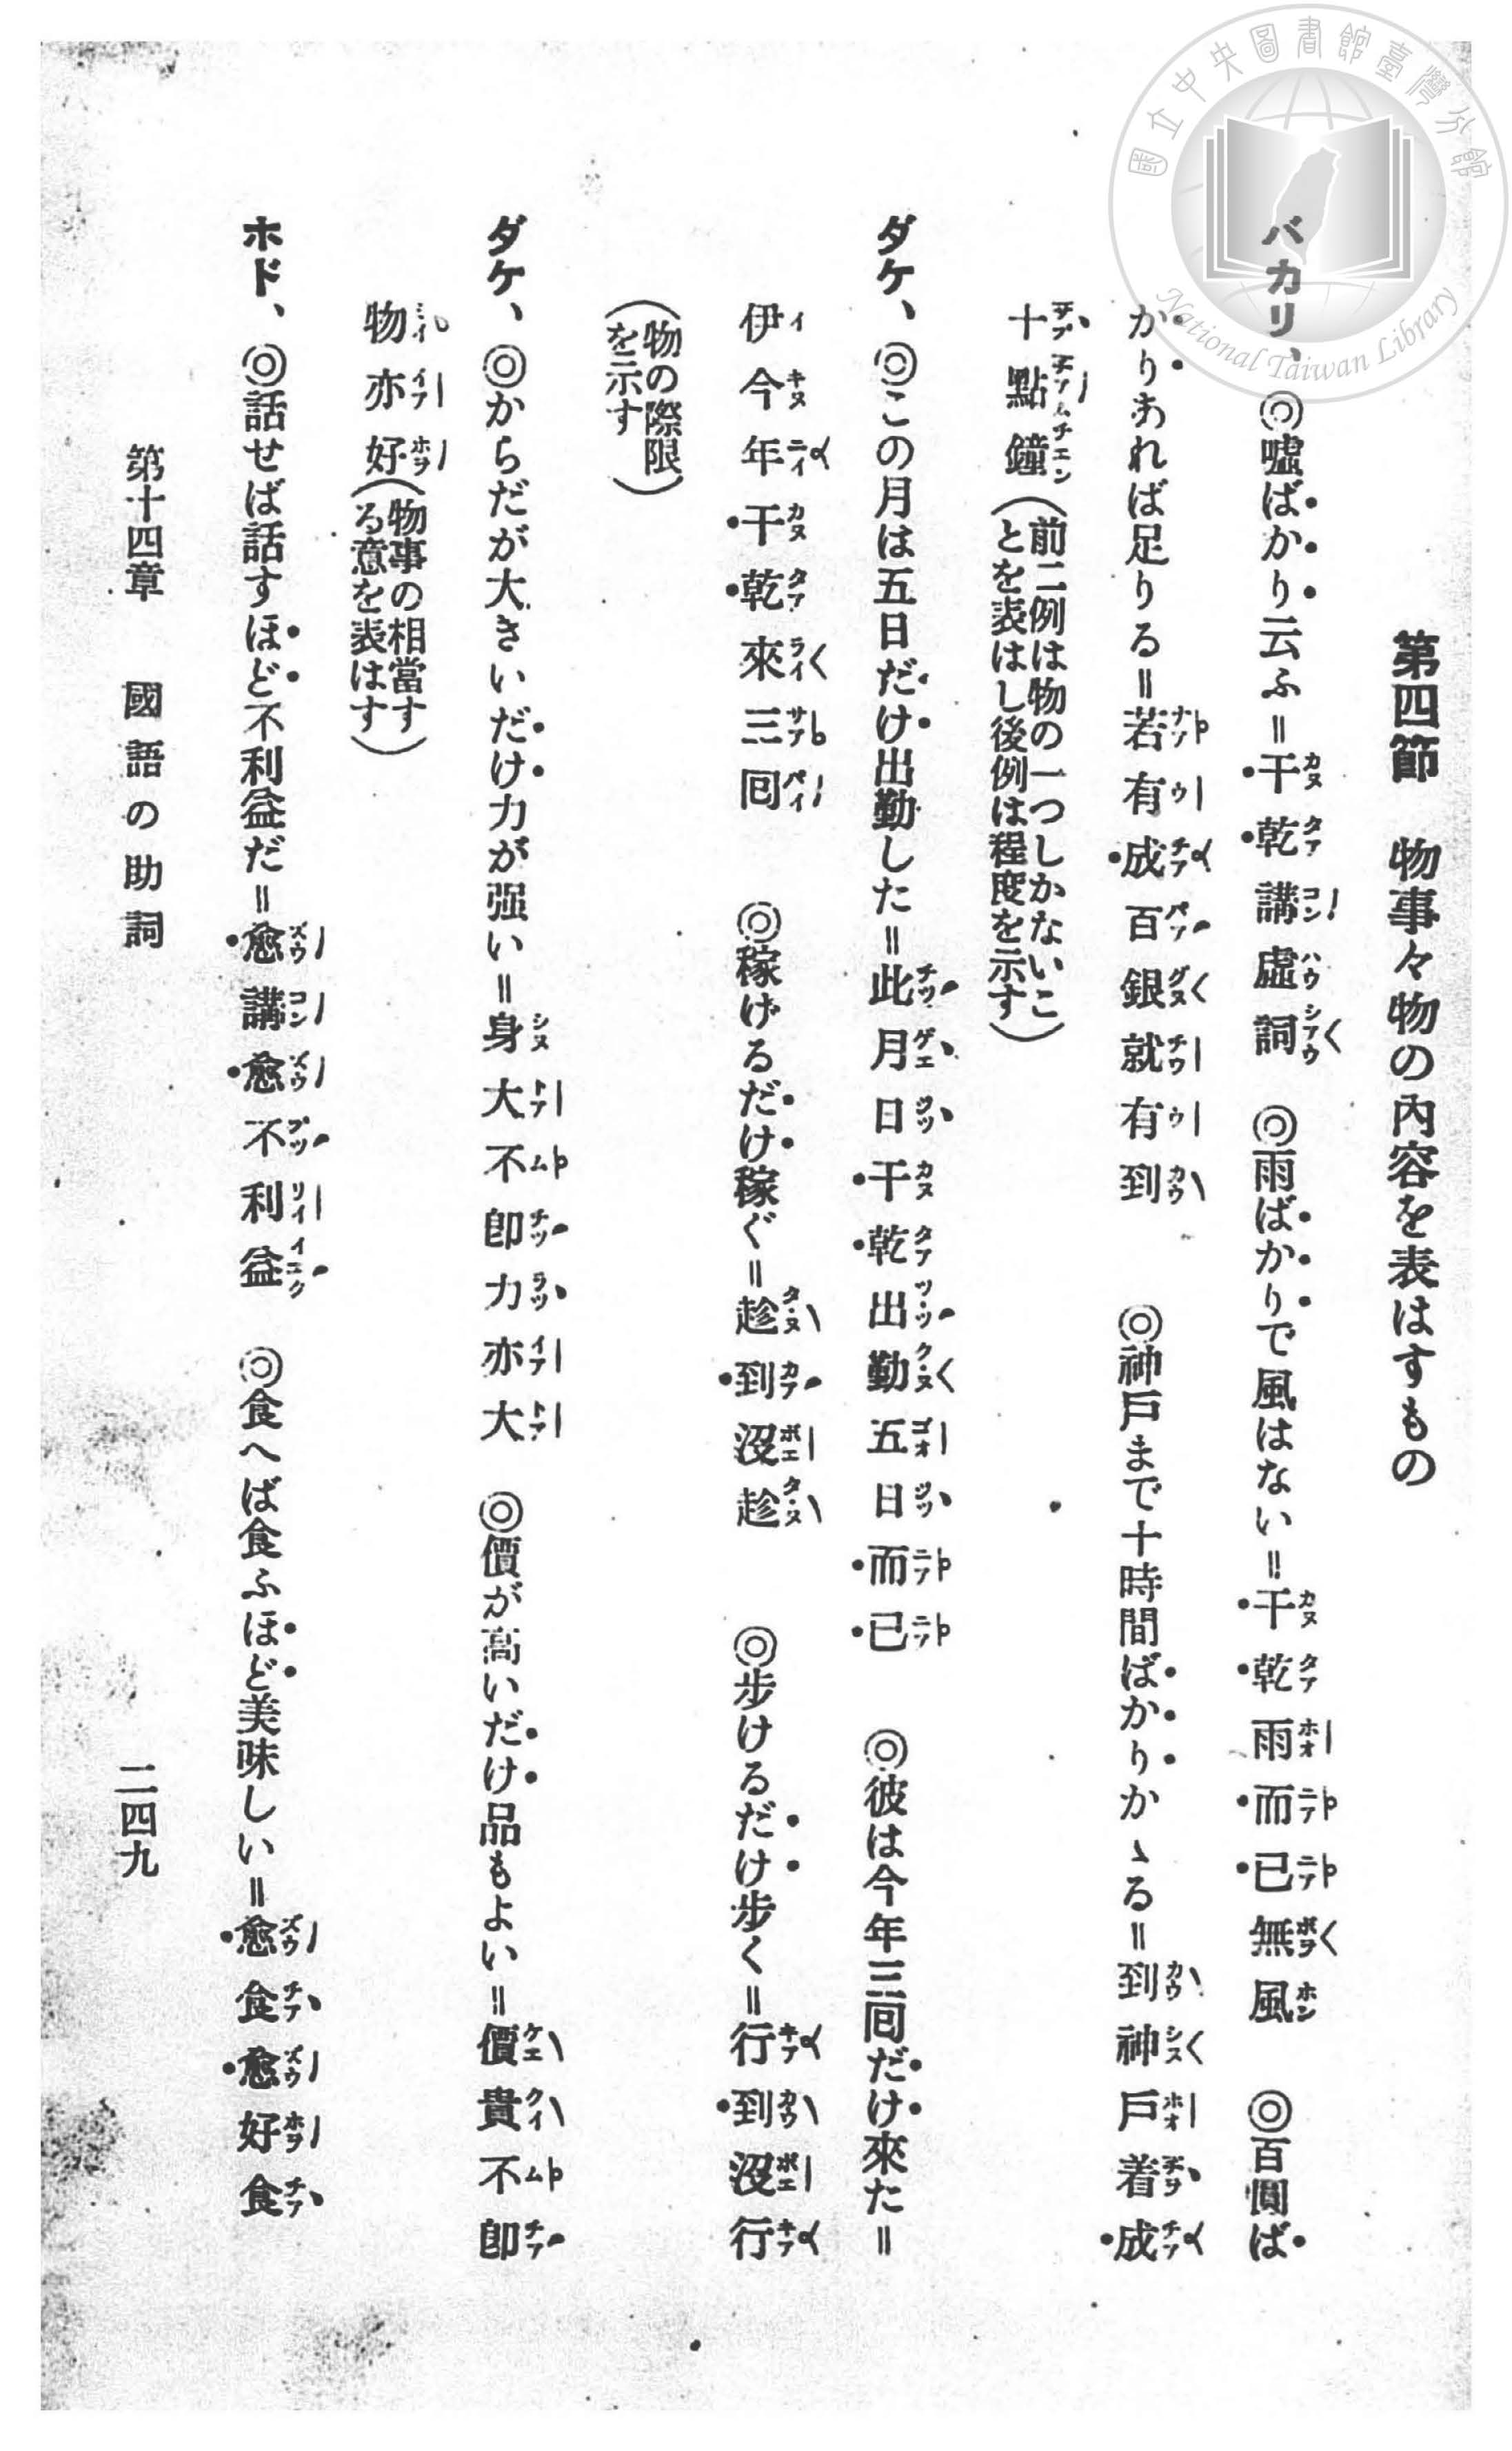 國立中央圖書館臺灣分館
National Taiwan Library
第四節　物事々物の內容を表はすもの
バカリ、◎嘘ばかり云ふ＝干乾講虛詞　◎雨ばかりで風はない＝干乾雨而已無風　◎百圓ば
かりあれば足りる＝若有成百銀就有到　◎神戶まで十時間ばかりかゝる＝到神戶着成
十點鐘（前二例は物の一つしかないこ
とを表はし後例は程度を示す）
ダケ、◎この月は五日だけ出勤した＝此月日干乾出勤五日而已　◎彼は今年三囘だけ來た＝
伊今年干乾來三囘　◎稼げるだけ稼ぐ＝趁到沒趁　◎步けるだけ步く＝行到沒行
（物の際限
を示す）
ダケ、◎からだが大きいだけ力が强い＝身大不卽力亦大　◎價が高いだけ品もよい＝價貴不卽
物亦好（物事の相當す
る意を表はす）
ホド、◎話せば話すほど不利益だ＝愈講愈不利益　◎食へば食ふほど美味しい＝愈食愈好食
第十四章　國語の助詞　二四九